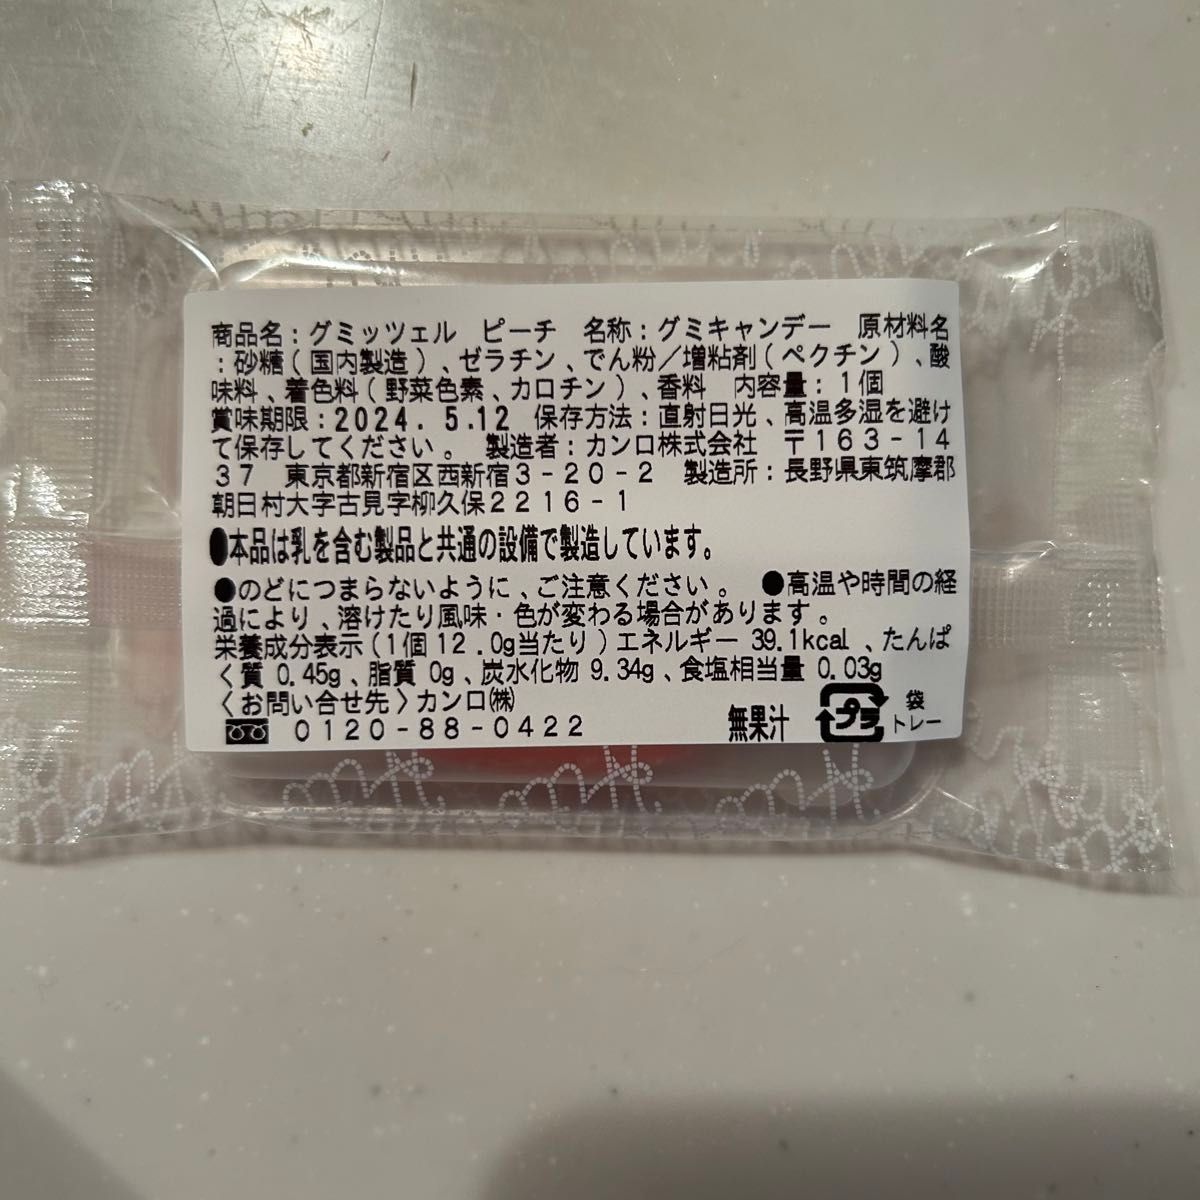 商品名：グミッツェル　ピーチ　名称：グミキャンデー　原材料名
：砂糖（国内製造）、ゼラチン、でん粉／増粘剤（ペクチン）、酸
味料、着色料（野菜色素、カロチン）、香料　内容量：１個
賞味期限：2024. 5.12　保存方法：直射日光、高温多湿を避け
て保存してください。　製造者：カンロ株式会社　〒１６３－１４
３７　東京都新宿区西新宿３－２０－２　製造所：長野県東筑摩郡
朝日村大字古見字柳久保２２１６－１
●本品は乳を含む製品と共通の設備で製造しています。
●のどにつまらないように、ご注意ください。　●高温や時間の経
過により、溶けたり風味・色が変わる場合があります。
栄養成分表示（１個 12.0g当たり）エネルギー 39.1kcal、たんぱ
く質 0.45g、脂質 0g、炭水化物 9.34g、食塩相当量 0.03g
〈お問い合せ先〉カンロ㈱
０１２０－８８－０４２２
無果汁
プラ
袋
トレー